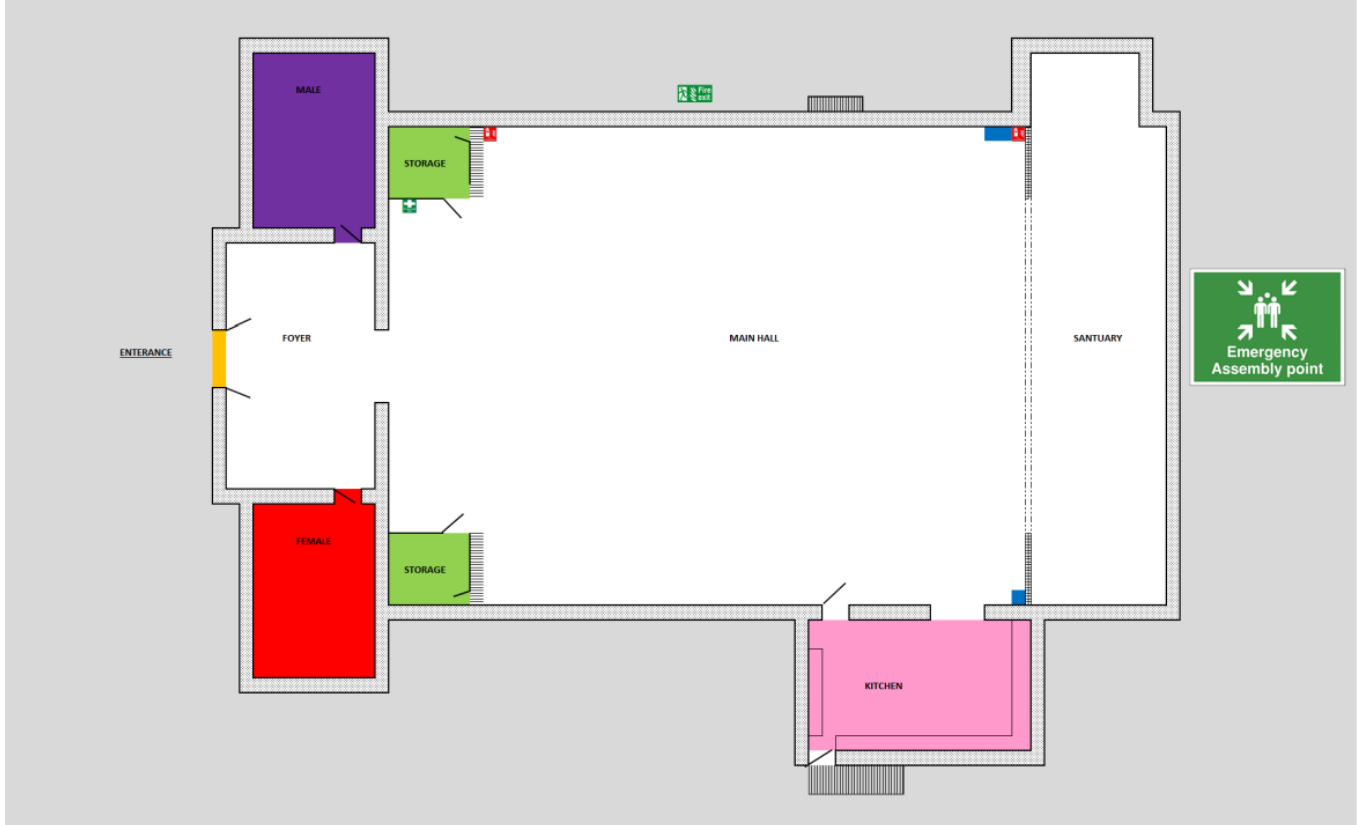 MALE
Fire
exit
STORAGE
ENTERANCE
FOYER
MAIN HALL
SANTUARY
Emergency
Assembly point
FEMALE
STORAGE
KITCHEN